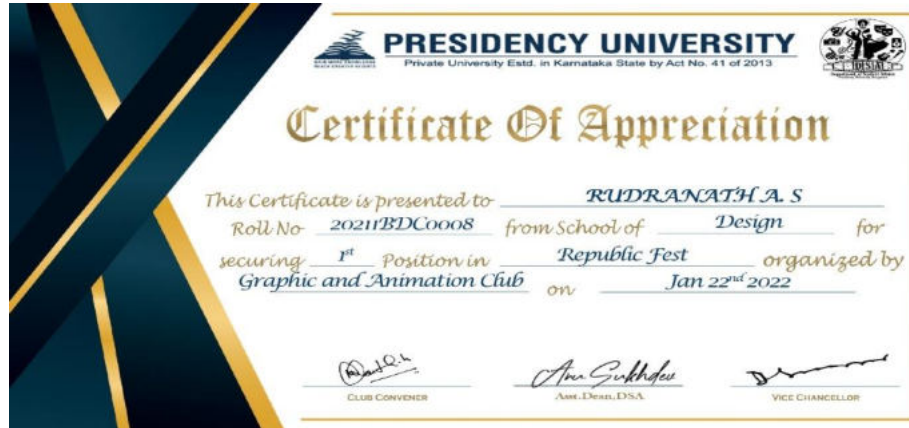 PRESIDENCY UNIVERSITY
Private University Estd. in Karnataka State by Act No. 41 of 2013
Certificate Of Appreciation
This Certificate is presented to RUDRANATH A. S
Roll No 20211BDC0008 from School of Design for
securing 1st Position in Republic Fest organized by
Graphic and Animation Club on Jan 22nd 2022
Anu Sukhdev
CLUB CONVENER Asst. Dean, DSA VICE CHANCELLOR